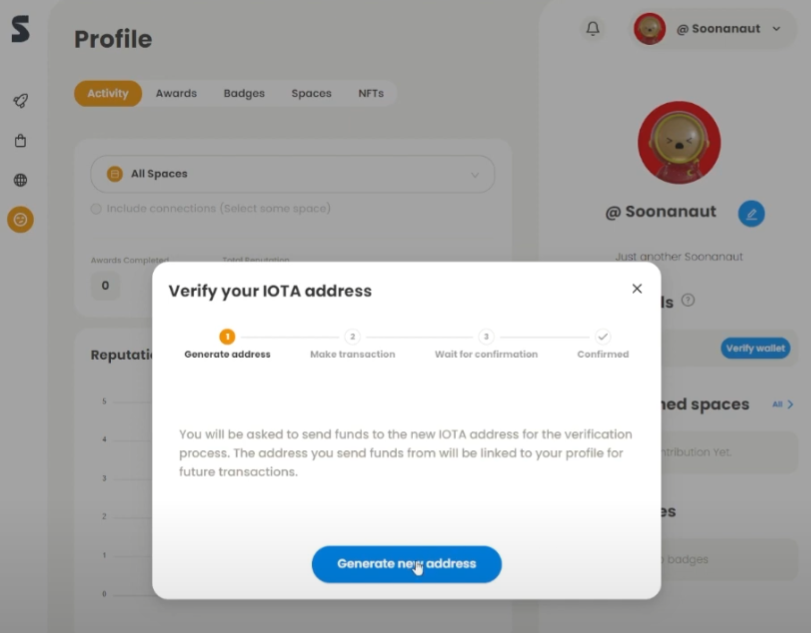 Profile
@ Soonanaut
Activity
Awards
Badges
Spaces
NFTs
All Spaces
Include connections (Select some space)
Awards Completed
Total Reputation
0
@ Soonanaut
Just another Soonanaut
Verify your IOTA address
ls
1
2
3
Generate address
Make transaction
Wait for confirmation
Confirmed
Verify wallet
Reputati
ned spaces
All
5
4
3
2
1
0
You will be asked to send funds to the new IOTA address for the verification
process. The address you send funds from will be linked to your profile for
future transactions.
ntribution Yet.
es
badges
Generate new address